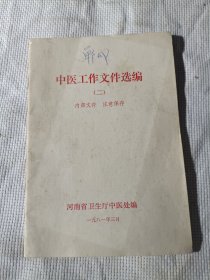 中医工作文件选编
（二）
内部文件 注意保存
河南省卫生厅中医处编
一九八一年三月